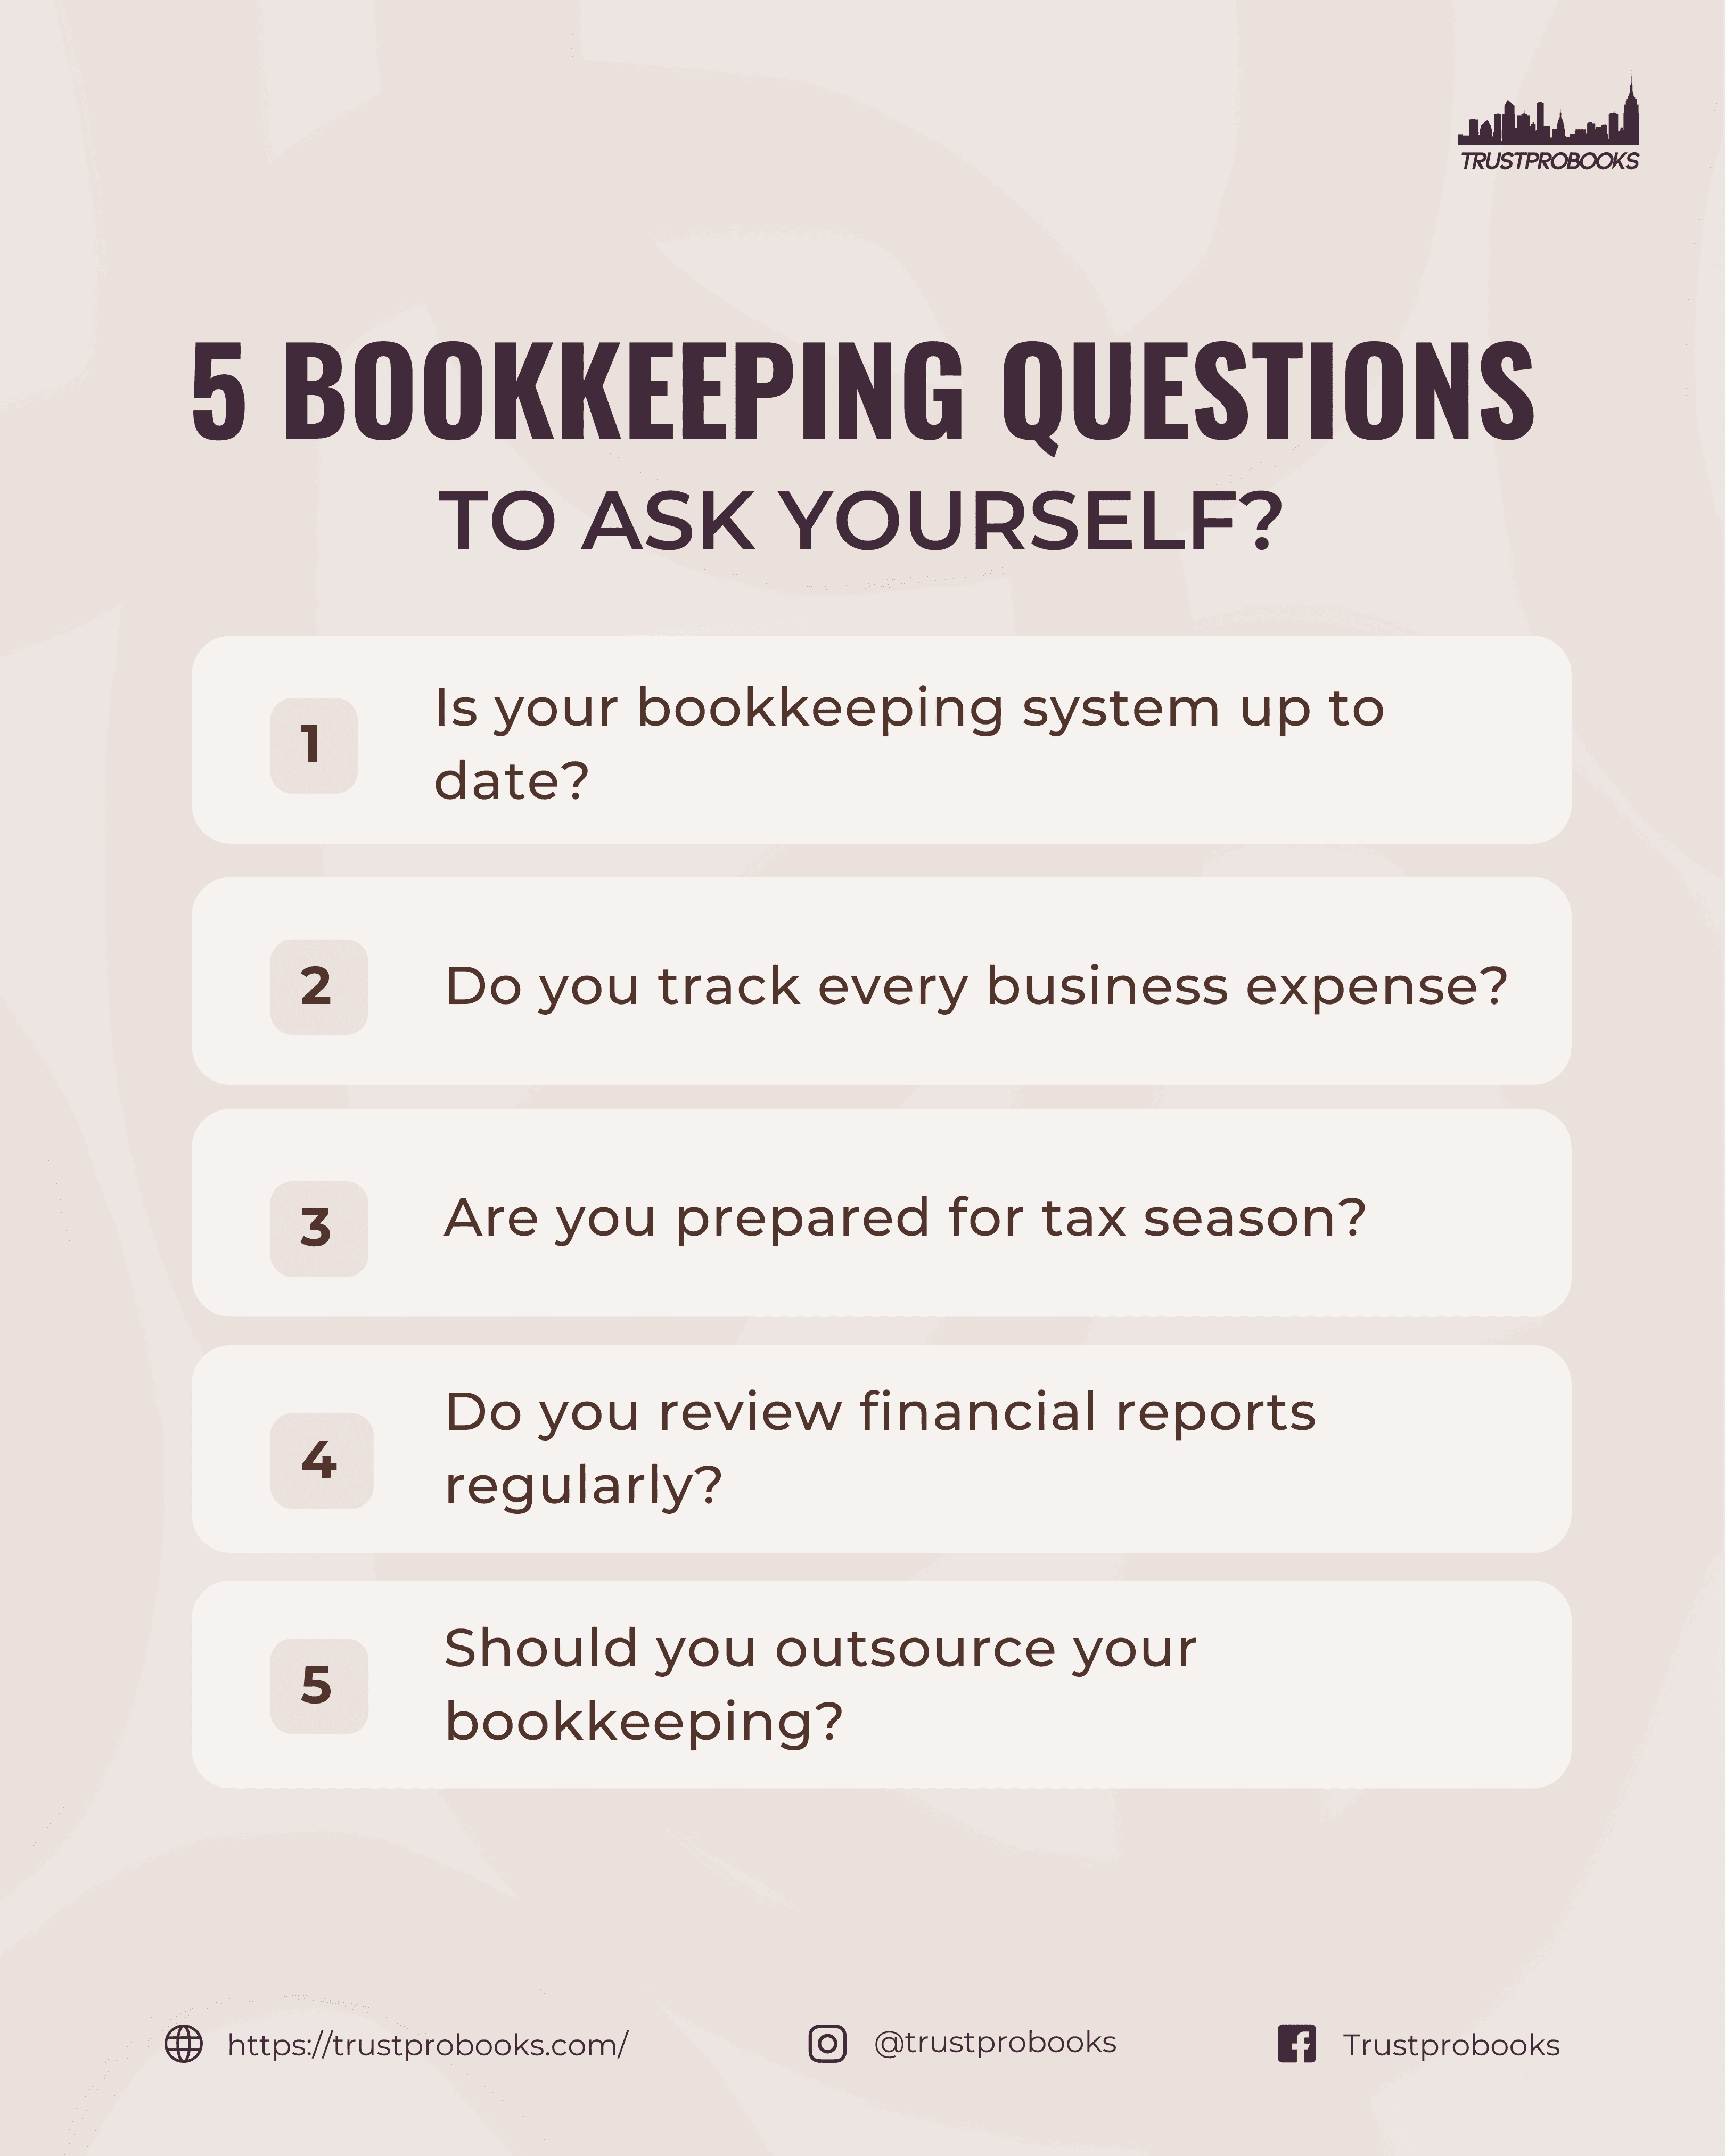 TRUSTPROBOOKS
5 BOOKKEEPING QUESTIONS
TO ASK YOURSELF?
1
Is your bookkeeping system up to
date?
2
Do you track every business expense?
3
Are you prepared for tax season?
4
Do you review financial reports
regularly?
5
Should you outsource your
bookkeeping?
https://trustprobooks.com/
@trustprobooks
Trustprobooks